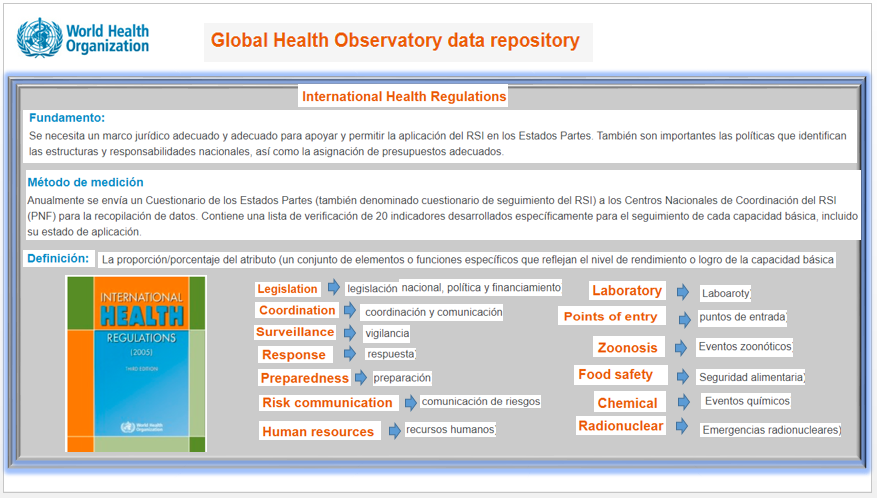 World Health
Organization
Global Health Observatory data repository
International Health Regulations
Fundamento:
Se necesita un marco jurídico adecuado y adecuado para apoyar y permitir la aplicación del RSI en los Estados Partes. También son importantes las políticas que identifican
las estructuras y responsabilidades nacionales, así como la asignación de presupuestos adecuados.
Método de medición
Anualmente se envía un Cuestionario de los Estados Partes (también denominado cuestionario de seguimiento del RSI) a los Centros Nacionales de Coordinación del RSI
(PNF) para la recopilación de datos. Contiene una lista de verificación de 20 indicadores desarrollados específicamente para el seguimiento de cada capacidad básica, incluido
su estado de aplicación.
Definición: La proporción/porcentaje del atributo (un conjunto de elementos o funciones específicos que reflejan el nivel de rendimiento o logro de la capacidad básica
INTERNATIONAL
HEALTH
REGULATIONS
(2005)
THIRD EDITION
World Health
Organization
Legislation legislación nacional, política y financiamiento
Coordination coordinación y comunicación
Surveillance vigilancia
Response respuesta
Preparedness preparación
Risk communication comunicación de riesgos
Human resources recursos humanos
Laboratory Laboaroty
Points of entry puntos de entrada
Zoonosis Eventos zoonóticos
Food safety Seguridad alimentaria)
Chemical Eventos químicos
Radionuclear Emergencias radionucleares)